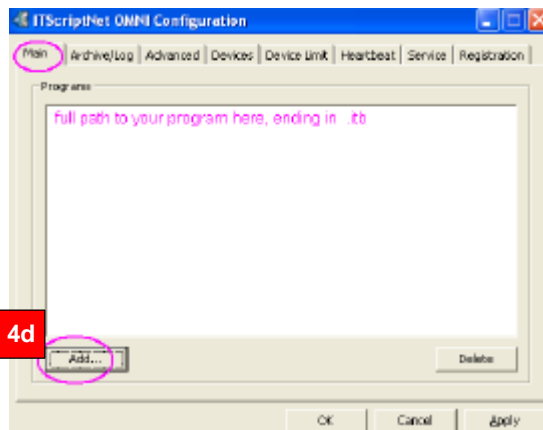 ITScriptNet OMNI Configuration
Main Archive/Log Advanced Devices Device Limit Heartbeat Service Registration
Programs
full path to your program here, ending in .itb
4d
Add... Delete
OK Cancel Apply